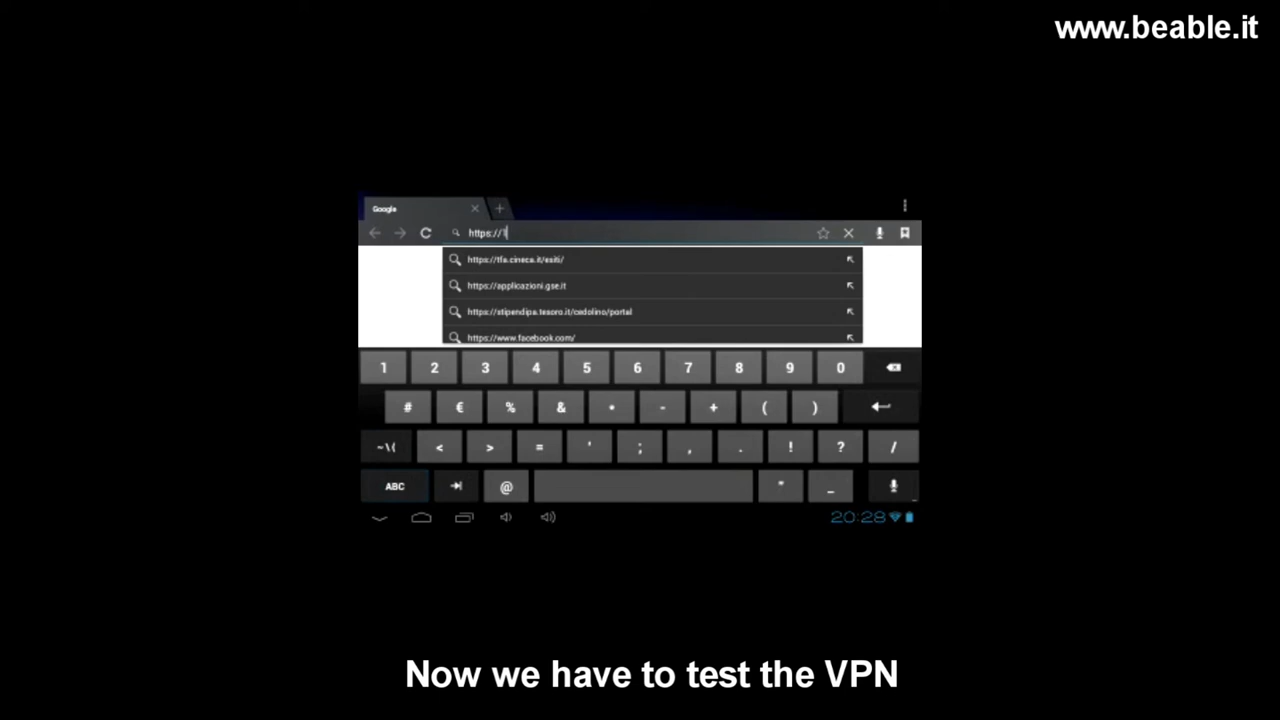 www.beable.it
Google
https://1
https://tfa.cineca.it/esiti/
https://applicazioni.gse.it
https://stipendipa.tesoro.it/cedolino/portal
https://www.facebook.com/
1 2 3 4 5 6 7 8 9 0
# € % & • - + ( )
~\{ < > = ' ; , . ! ? /
ABC @ " _
20:28
Now we have to test the VPN